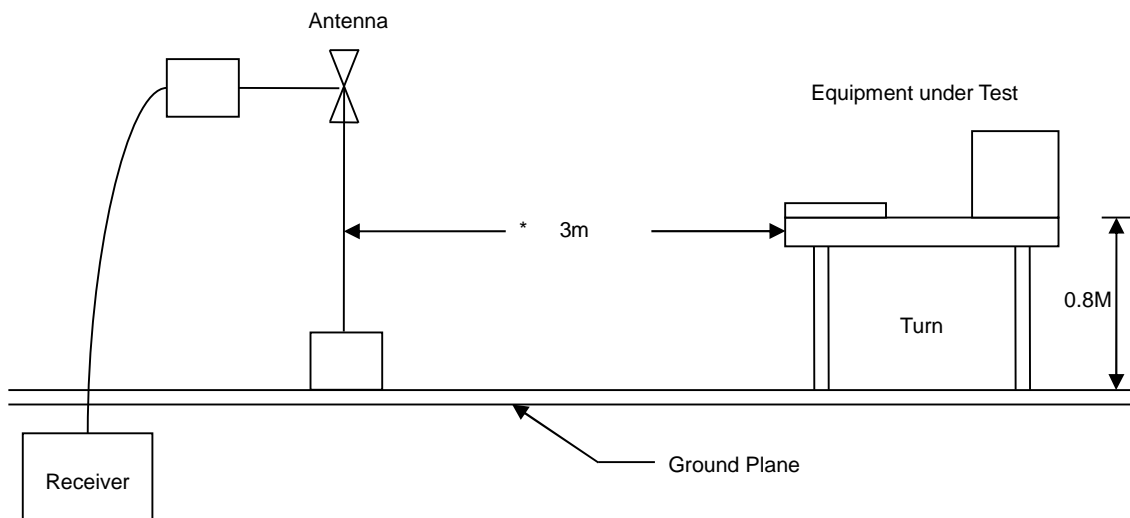 Antenna
Equipment under Test
* 3m
0.8M
Turn
Ground Plane
Receiver